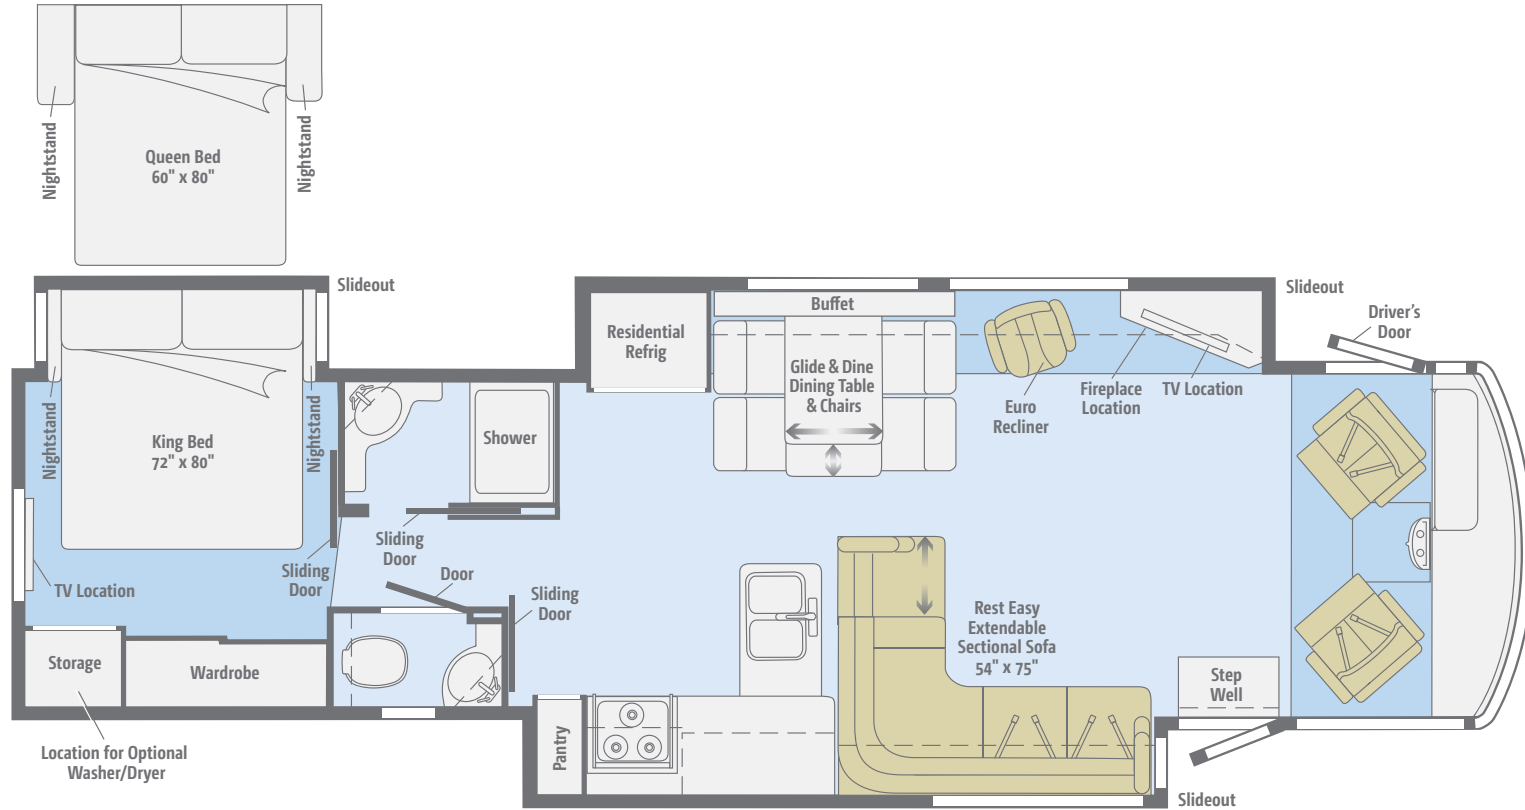 Nightstand
Queen Bed
60" x 80"
Nightstand
Slideout
Nightstand
King Bed
72" x 80"
Nightstand
Shower
Residential
Refrig
Buffet
Glide & Dine
Dining Table
& Chairs
Euro
Recliner
Fireplace
Location
TV Location
Slideout
Driver's
Door
TV Location
Sliding
Door
Sliding
Door
Door
Sliding
Door
Storage
Wardrobe
Location for Optional
Washer/Dryer
Pantry
Rest Easy
Extendable
Sectional Sofa
54" x 75"
Step
Well
Slideout